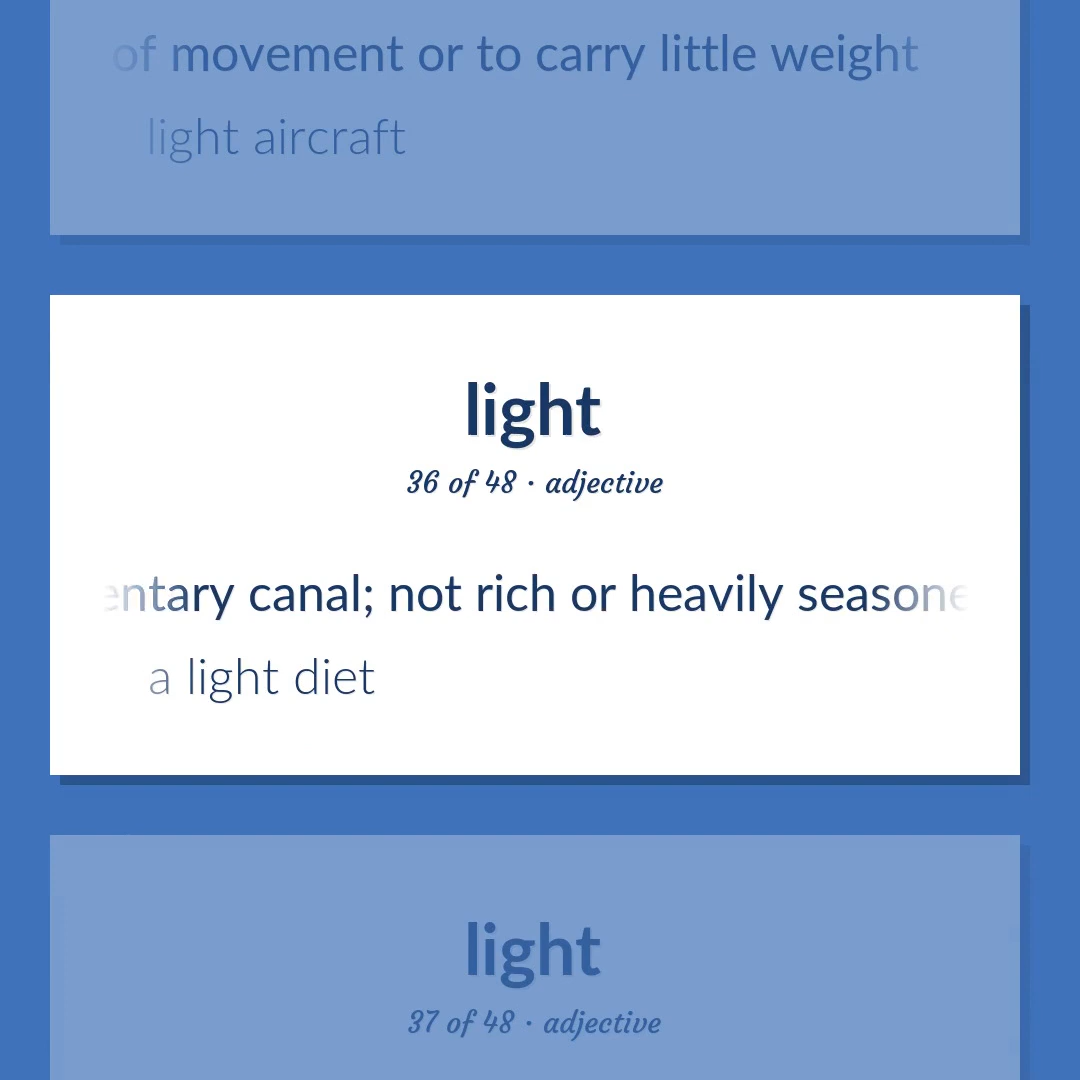 of movement or to carry little weight
light aircraft
light
36 of 48 · adjective
entary canal; not rich or heavily seasone
a light diet
light
37 of 48 · adjective